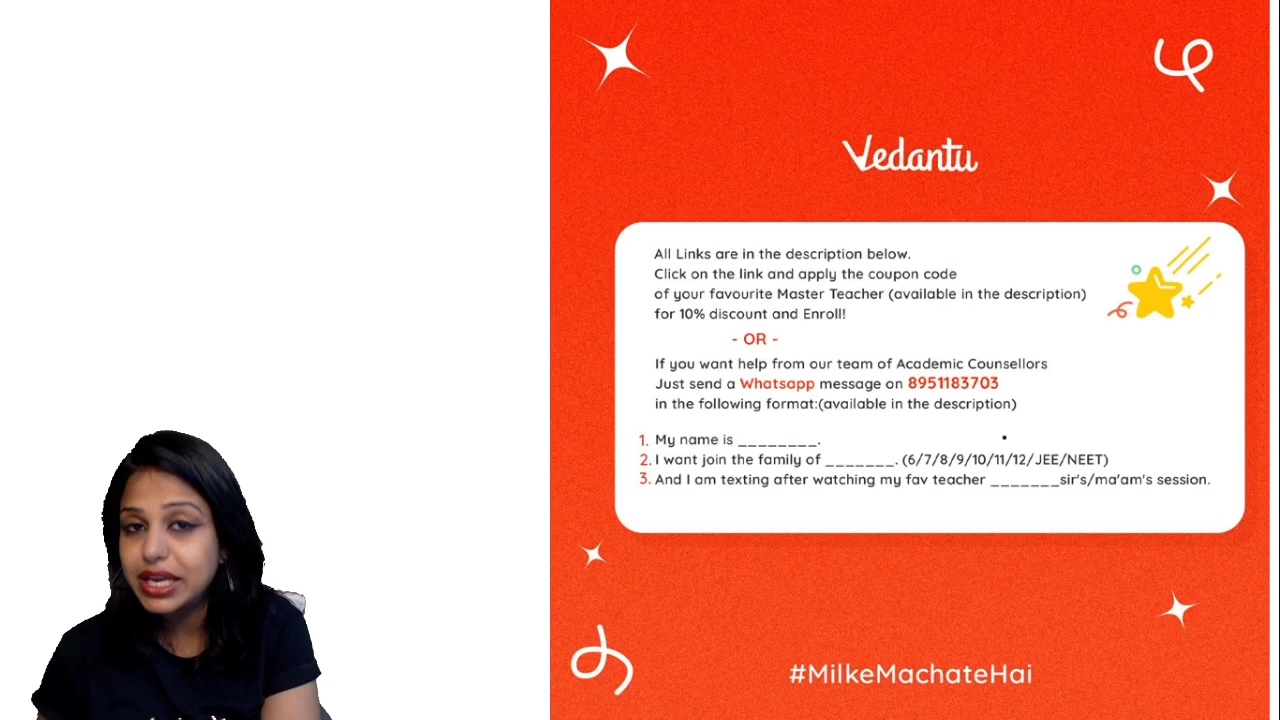 Vedantu
All Links are in the description below.
Click on the link and apply the coupon code
of your favourite Master Teacher (available in the description)
for 10% discount and Enroll!
- OR -
If you want help from our team of Academic Counsellors
Just send a Whatsapp message on 8951183703
in the following format:(available in the description)
1. My name is ________.
2. I want join the family of _______. (6/7/8/9/10/11/12/JEE/NEET)
3. And I am texting after watching my fav teacher _______sir's/ma'am's session.
#MilkeMachateHai